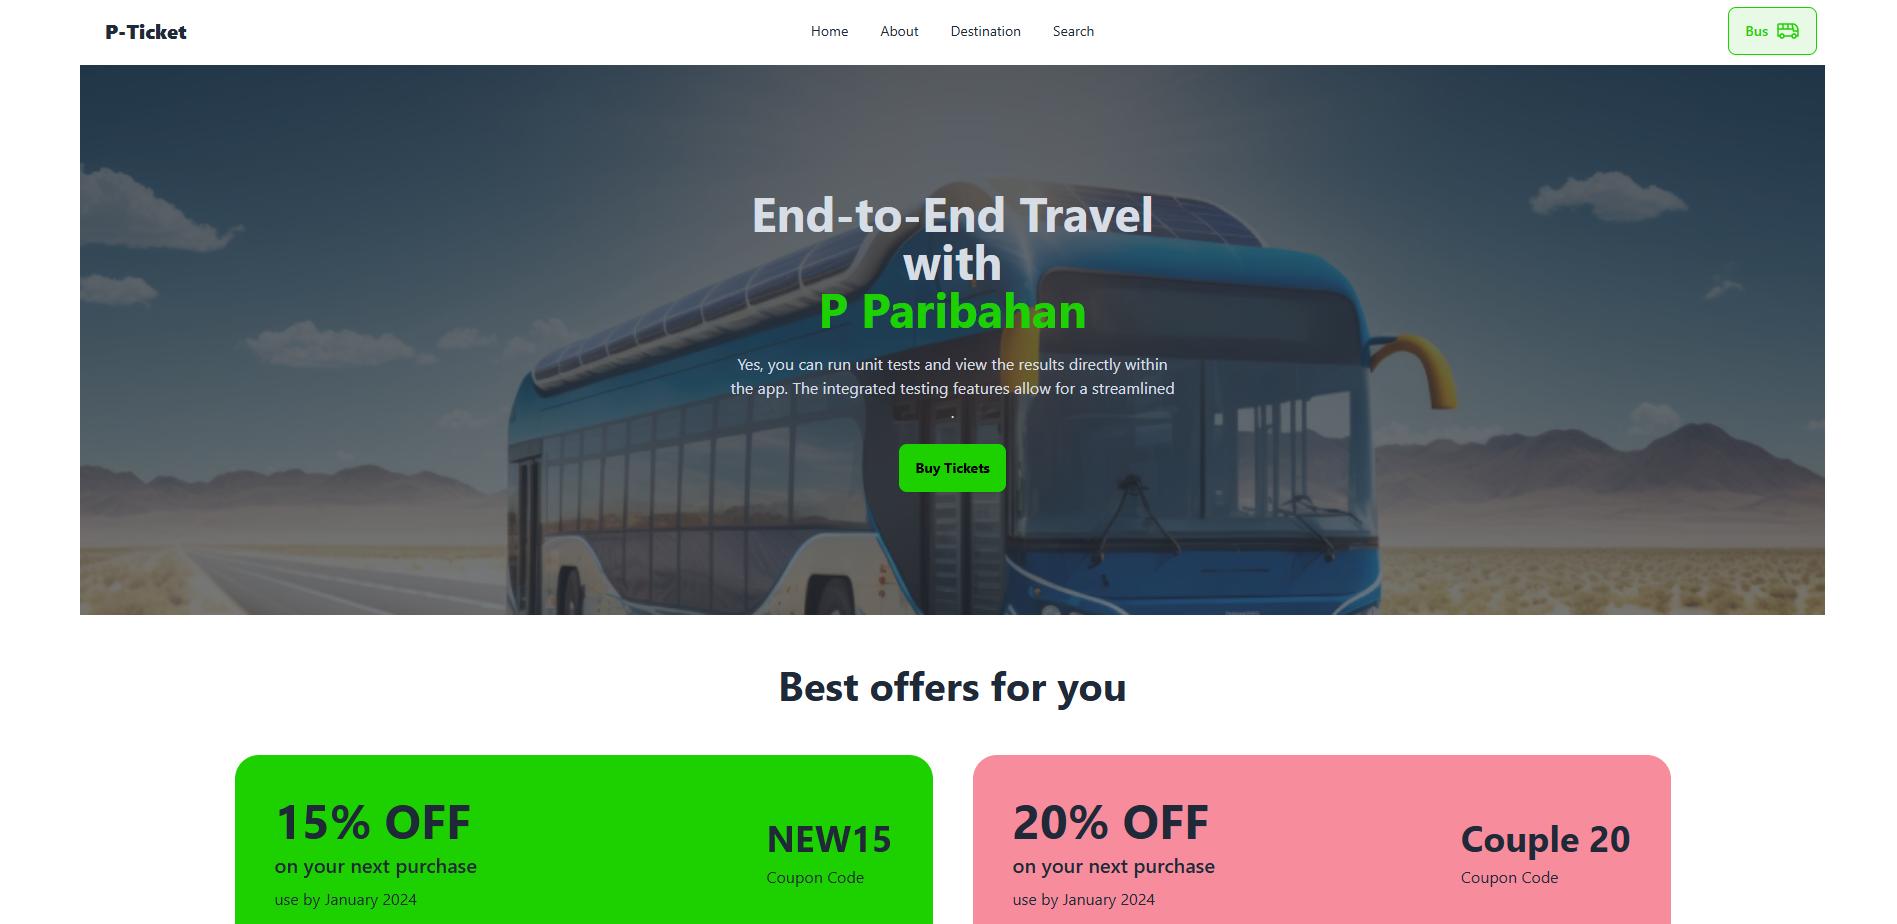 P-Ticket
Home
About
Destination
Search
Bus
End-to-End Travel
with
P Paribahan
Yes, you can run unit tests and view the results directly within
the app. The integrated testing features allow for a streamlined
.
Buy Tickets
Best offers for you
15% OFF
on your next purchase
use by January 2024
NEW15
Coupon Code
20% OFF
on your next purchase
use by January 2024
Couple 20
Coupon Code